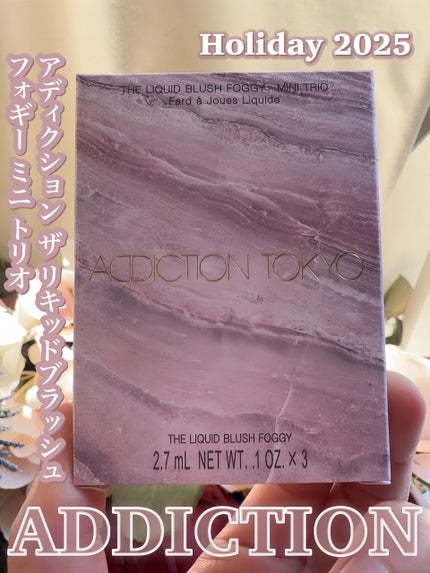 Holiday 2025
アディクション ザ リキッドブラッシュ
フォギー ミニ トリオ
THE LIQUID BLUSH FOGGY MINI TRIO
Fard à Joues Liquide
ADDICTION TOKYO
THE LIQUID BLUSH FOGGY
2.7 mL NET WT. .1 OZ. × 3
ADDICTION